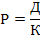 Р = Д/К